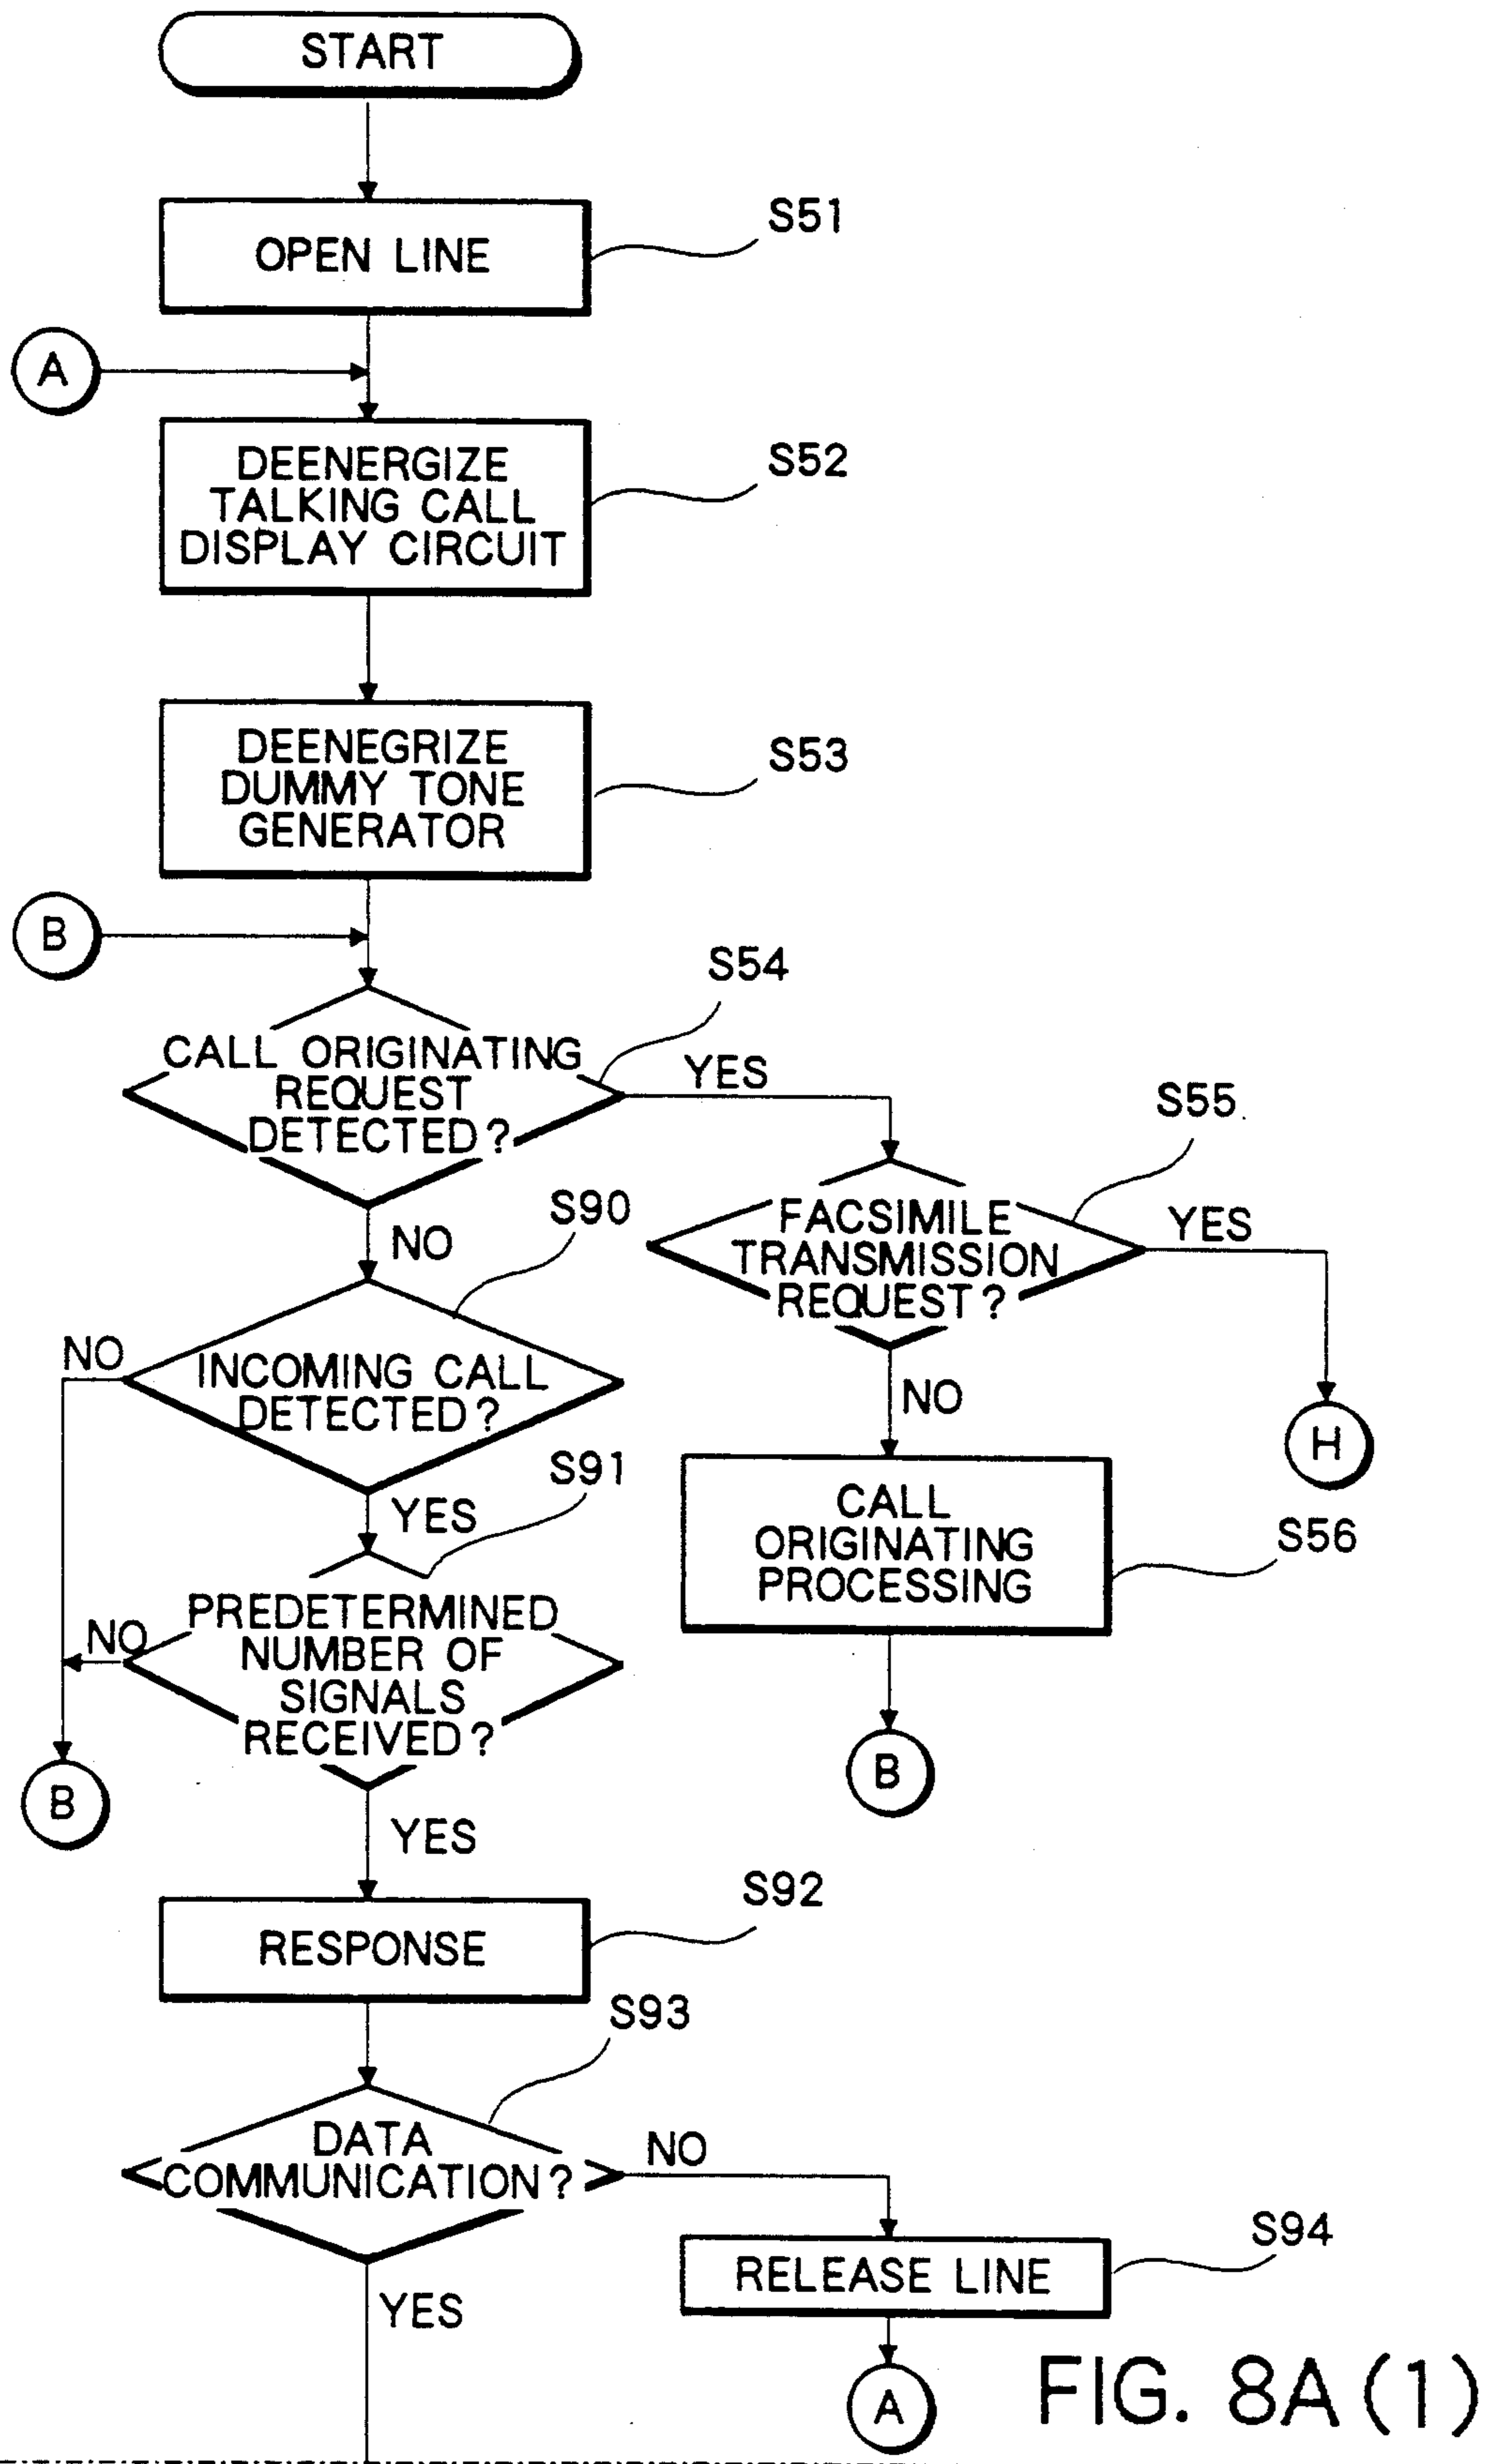 START
OPEN LINE
S51
A
DEENERGIZE
TALKING CALL
DISPLAY CIRCUIT
S52
DEENEGRIZE
DUMMY TONE
GENERATOR
S53
B
S54
CALL ORIGINATING
REQUEST
DETECTED?
YES
S55
NO
S90
FACSIMILE
TRANSMISSION
REQUEST?
YES
NO
INCOMING CALL
DETECTED?
NO
H
S91
YES
CALL
ORIGINATING
PROCESSING
S56
NO
PREDETERMINED
NUMBER OF
SIGNALS
RECEIVED?
B
B
YES
RESPONSE
S92
S93
DATA
COMMUNICATION?
NO
YES
RELEASE LINE
S94
A
FIG. 8A(1)